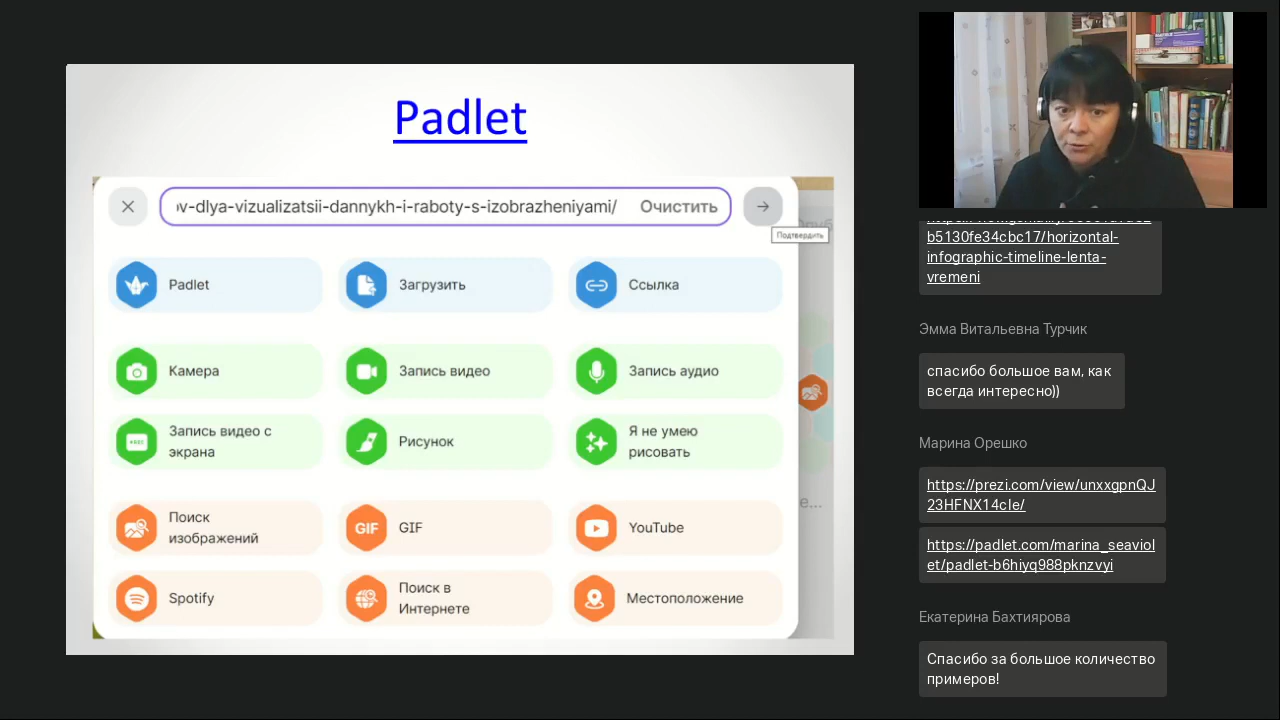 Padlet
v-dlya-vizualizatsii-dannykh-i-raboty-s-izobrazheniyami/ Очистить
Подтвердить
Padlet
Загрузить
Ссылка
Камера
Запись видео
Запись аудио
Запись видео с
экрана
Рисунок
Я не умею
рисовать
Поиск
изображений
GIF
GIF
YouTube
Spotify
Поиск в
Интернете
Местоположение
b5130fe34cbc17/horizontal-
infographic-timeline-lenta-
vremeni
Эмма Витальевна Турчик
спасибо большое вам, как
всегда интересно))
Марина Орешко
https://prezi.com/view/unxxgpnQJ
23HFNX14cIe/
https://padlet.com/marina_seaviol
et/padlet-b6hiyq988pknzvyi
Екатерина Бахтиярова
Спасибо за большое количество
примеров!